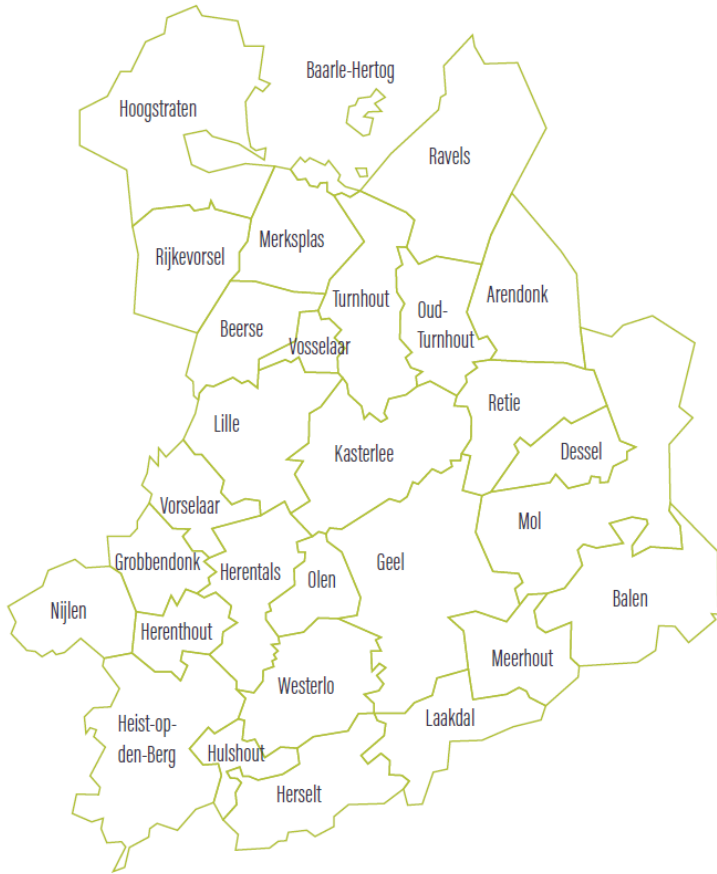 Baarle-Hertog
Hoogstraten
Ravels
Merksplas
Rijkevorsel
Turnhout
Arendonk
Oud-
Turnhout
Beerse
Vosselaar
Retie
Lille
Kasterlee
Dessel
Vorselaar
Mol
Grobbendonk
Herentals
Olen
Geel
Balen
Nijlen
Herenthout
Meerhout
Westerlo
Laakdal
Heist-op-
den-Berg
Hulshout
Herselt